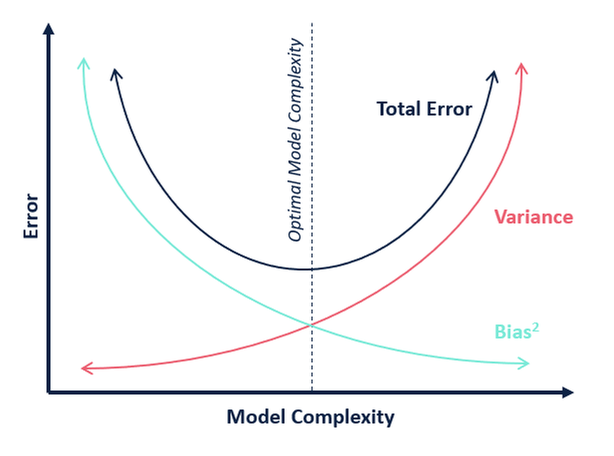 Optimal Model Complexity
Total Error
Error
Variance
Bias²
Model Complexity